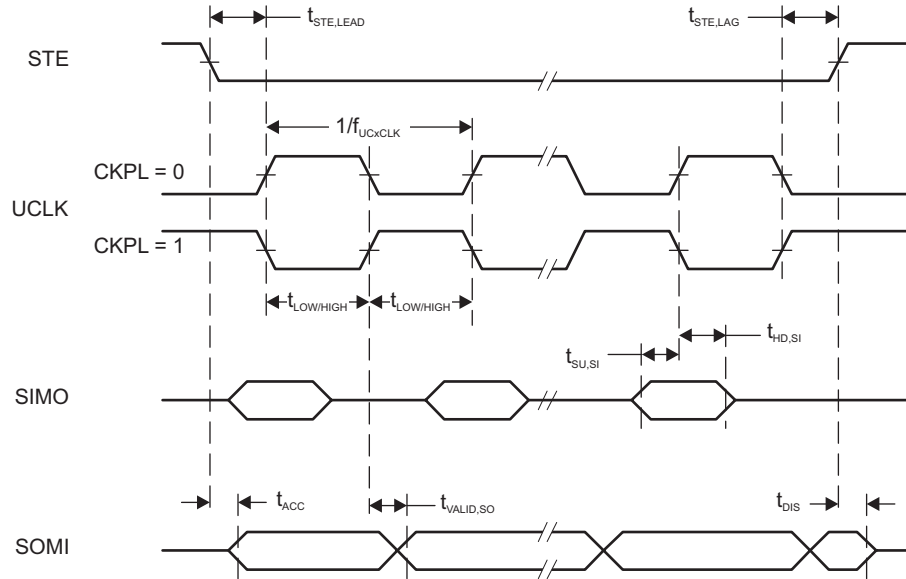 tSTE,LEAD
tSTE,LAG
STE
1/fUCxCLK
CKPL = 0
UCLK
CKPL = 1
tLOW/HIGH tLOW/HIGH
tHD,SI
tSU,SI
SIMO
tACC
tVALID,SO
tDIS
SOMI